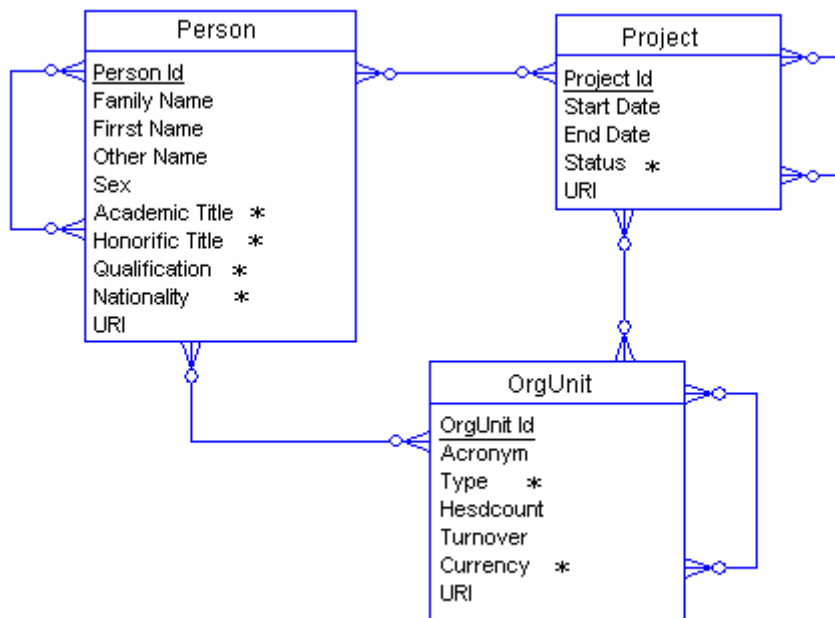 Person
Person Id
Family Name
Firrst Name
Other Name
Sex
Academic Title *
Honorific Title *
Qualification *
Nationality *
URI
Project
Project Id
Start Date
End Date
Status *
URI
OrgUnit
OrgUnit Id
Acronym
Type *
Hesdcount
Turnover
Currency *
URI